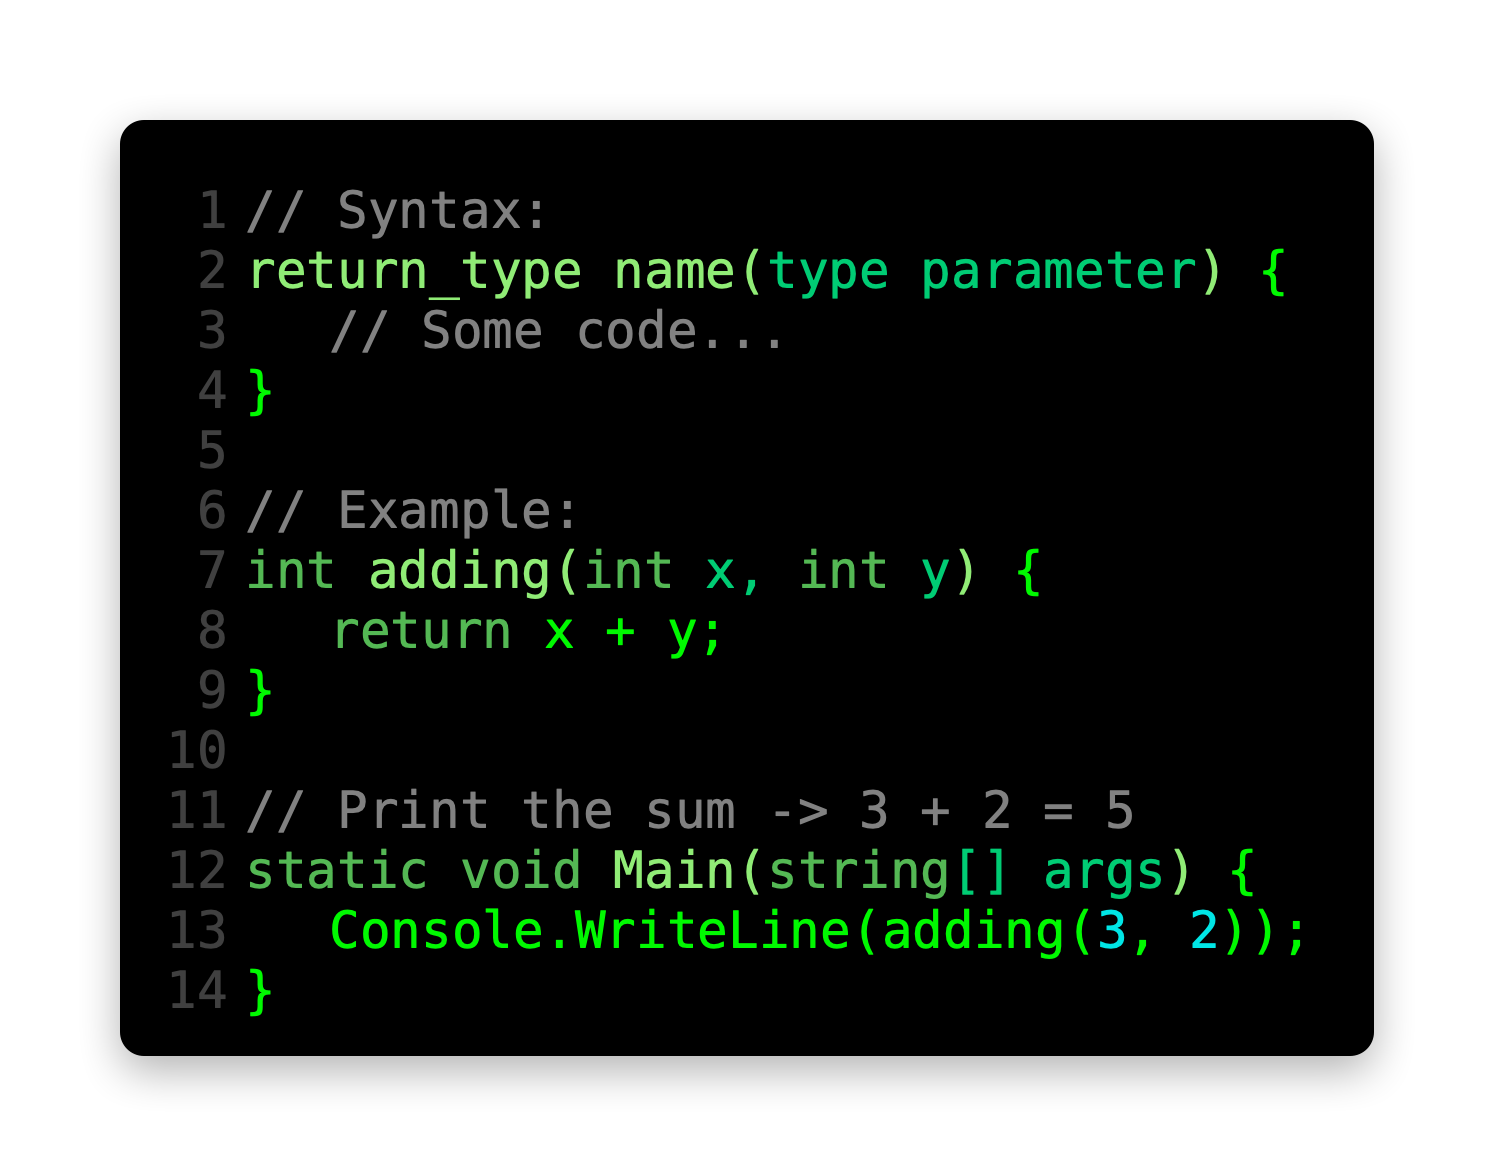 1 // Syntax:
2 return_type name(type parameter) {
3 // Some code...
4 }
5
6 // Example:
7 int adding(int x, int y) {
8 return x + y;
9 }
10
11 // Print the sum -> 3 + 2 = 5
12 static void Main(string[] args) {
13 Console.WriteLine(adding(3, 2));
14 }